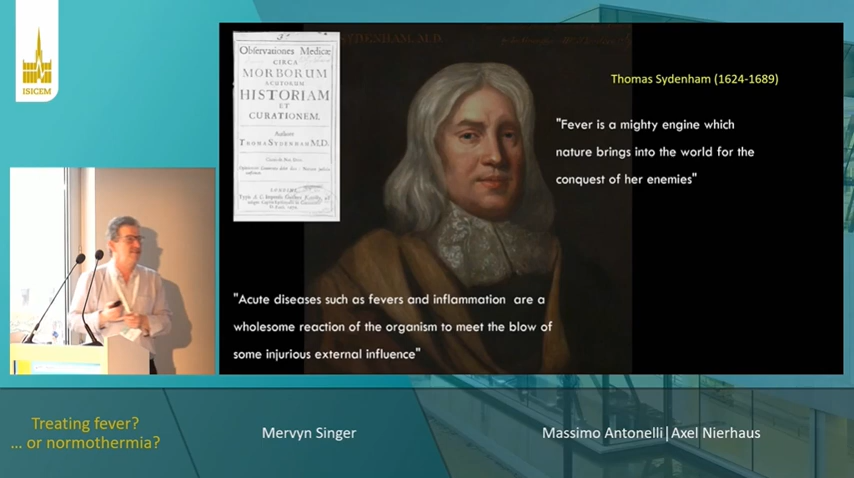 ISICEM
Observationes Medicæ
CIRCA
MORBORUM
ACUTORUM
HISTORIAM
ET
CURATIONEM.
Authore
THOMA SYDENHAM M.D.
LONDINI,
SYDENHAM, M.D.
Thomas Sydenham (1624-1689)
"Fever is a mighty engine which
nature brings into the world for the
conquest of her enemies"
"Acute diseases such as fevers and inflammation are a
wholesome reaction of the organism to meet the blow of
some injurious external influence"
Treating fever?
... or normothermia?
Mervyn Singer
Massimo Antonelli|Axel Nierhaus